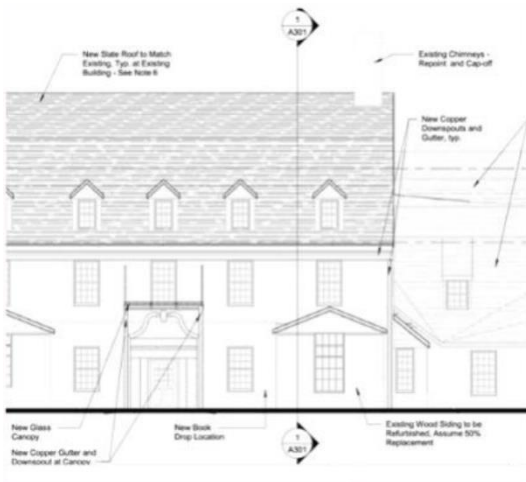 1
A301
New Slate Roof to Match
Existing, Typ. at Existing
Building - See Note 6
Existing Chimneys -
Repoint and Cap-off
New Copper
Downspouts and
Gutter, typ.
New Glass
Canopy
New Copper Gutter and
Downspout at Canopy
New Book
Drop Location
1
A301
Existing Wood Siding to be
Refurbished, Assume 50%
Replacement